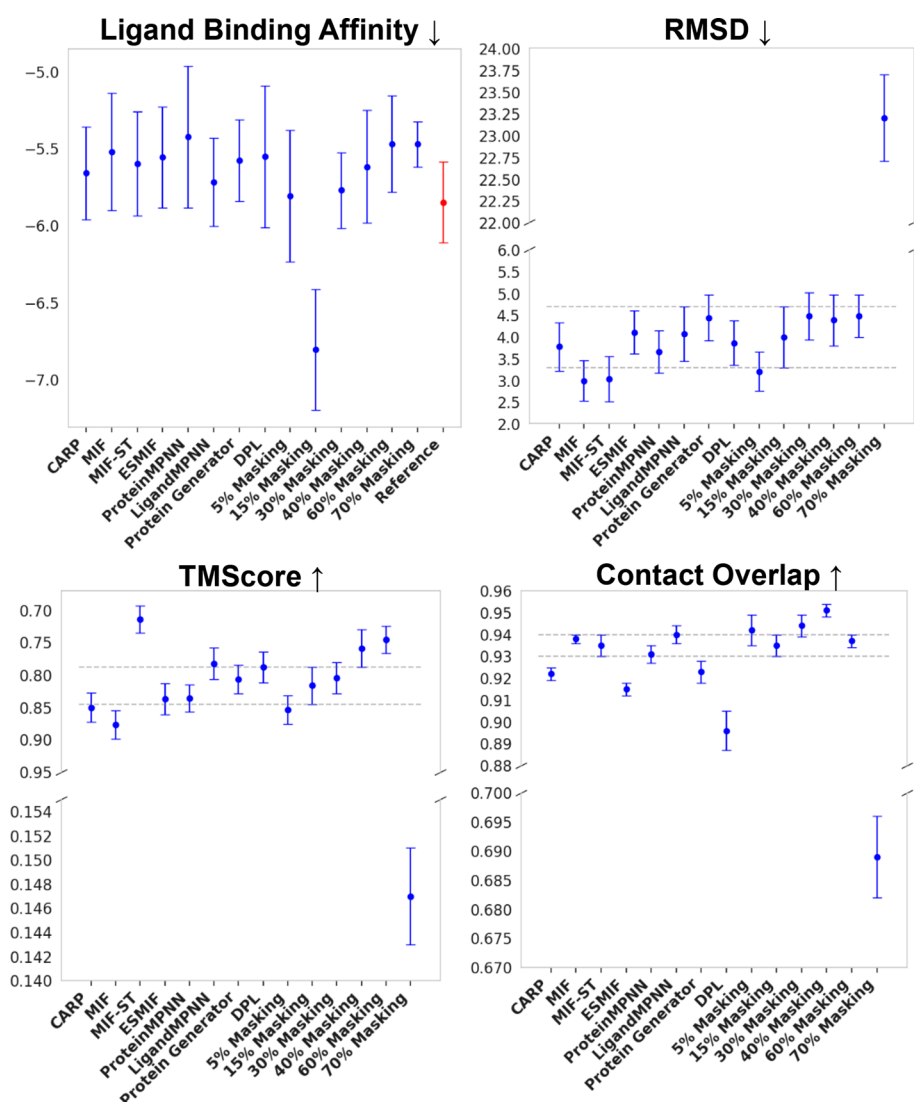 Ligand Binding Affinity ↓
−5.0
−5.5
−6.0
−6.5
−7.0
CARP
MIF
MIF-ST
ESMIF
ProteinMPNN
LigandMPNN
Protein Generator
DPL
5% Masking
15% Masking
30% Masking
40% Masking
60% Masking
70% Masking
Reference
RMSD ↓
24.00
23.75
23.50
23.25
23.00
22.75
22.50
22.25
22.00
6.0
5.5
5.0
4.5
4.0
3.5
3.0
2.5
2.0
CARP
MIF
MIF-ST
ESMIF
ProteinMPNN
LigandMPNN
Protein Generator
DPL
5% Masking
15% Masking
30% Masking
40% Masking
60% Masking
70% Masking
TMScore ↑
0.70
0.75
0.80
0.85
0.90
0.95
0.154
0.152
0.150
0.148
0.146
0.144
0.142
0.140
CARP
MIF
MIF-ST
ESMIF
ProteinMPNN
LigandMPNN
Protein Generator
DPL
5% Masking
15% Masking
30% Masking
40% Masking
60% Masking
70% Masking
Contact Overlap ↑
0.96
0.95
0.94
0.93
0.92
0.91
0.90
0.89
0.88
0.700
0.695
0.690
0.685
0.680
0.675
0.670
CARP
MIF
MIF-ST
ESMIF
ProteinMPNN
LigandMPNN
Protein Generator
DPL
5% Masking
15% Masking
30% Masking
40% Masking
60% Masking
70% Masking